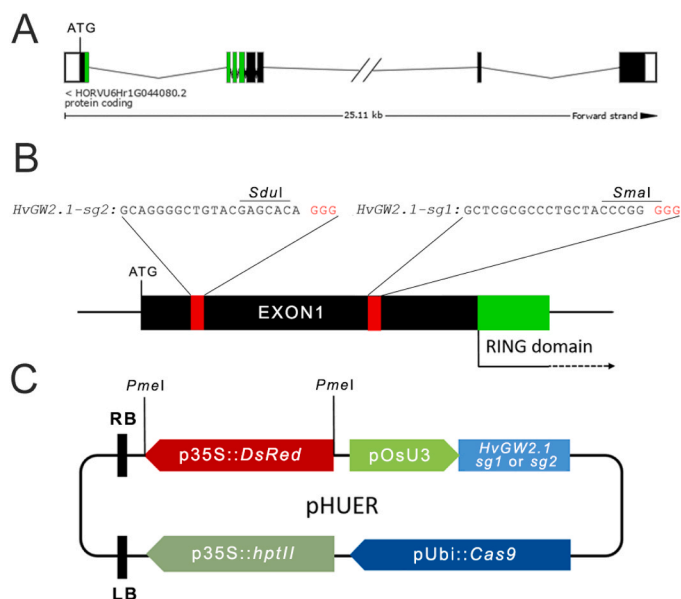 A
ATG
< HORVU6Hr1G044080.2
protein coding
25.11 kb
Forward strand
B
SduI
SmaI
HvGW2.1-sg2:GCAGGGGCTGTACGAGCACA GGG
HvGW2.1-sg1:GCTCGCGCCCTGCTACCCGG GGG
ATG
EXON1
RING domain
C
PmeI
PmeI
RB
p35S::DsRed
pOsU3
HvGW2.1
sg1 or sg2
pHUER
p35S::hptII
pUbi::Cas9
LB